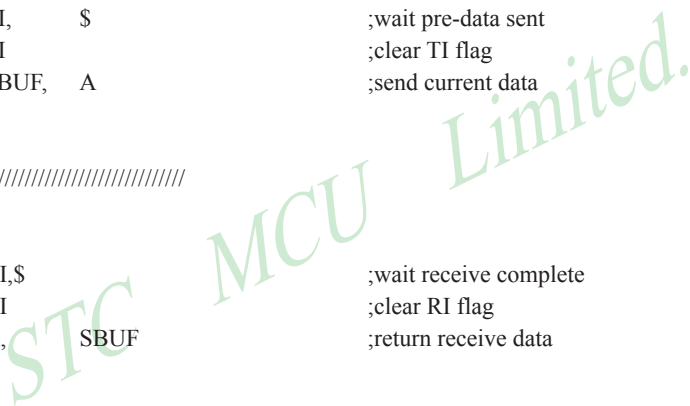 I, $ ;wait pre-data sent
I ;clear TI flag
BUF, A ;send current data
////////////////////////////
I,$ ;wait receive complete
I ;clear RI flag
, SBUF ;return receive data
STC MCU Limited.